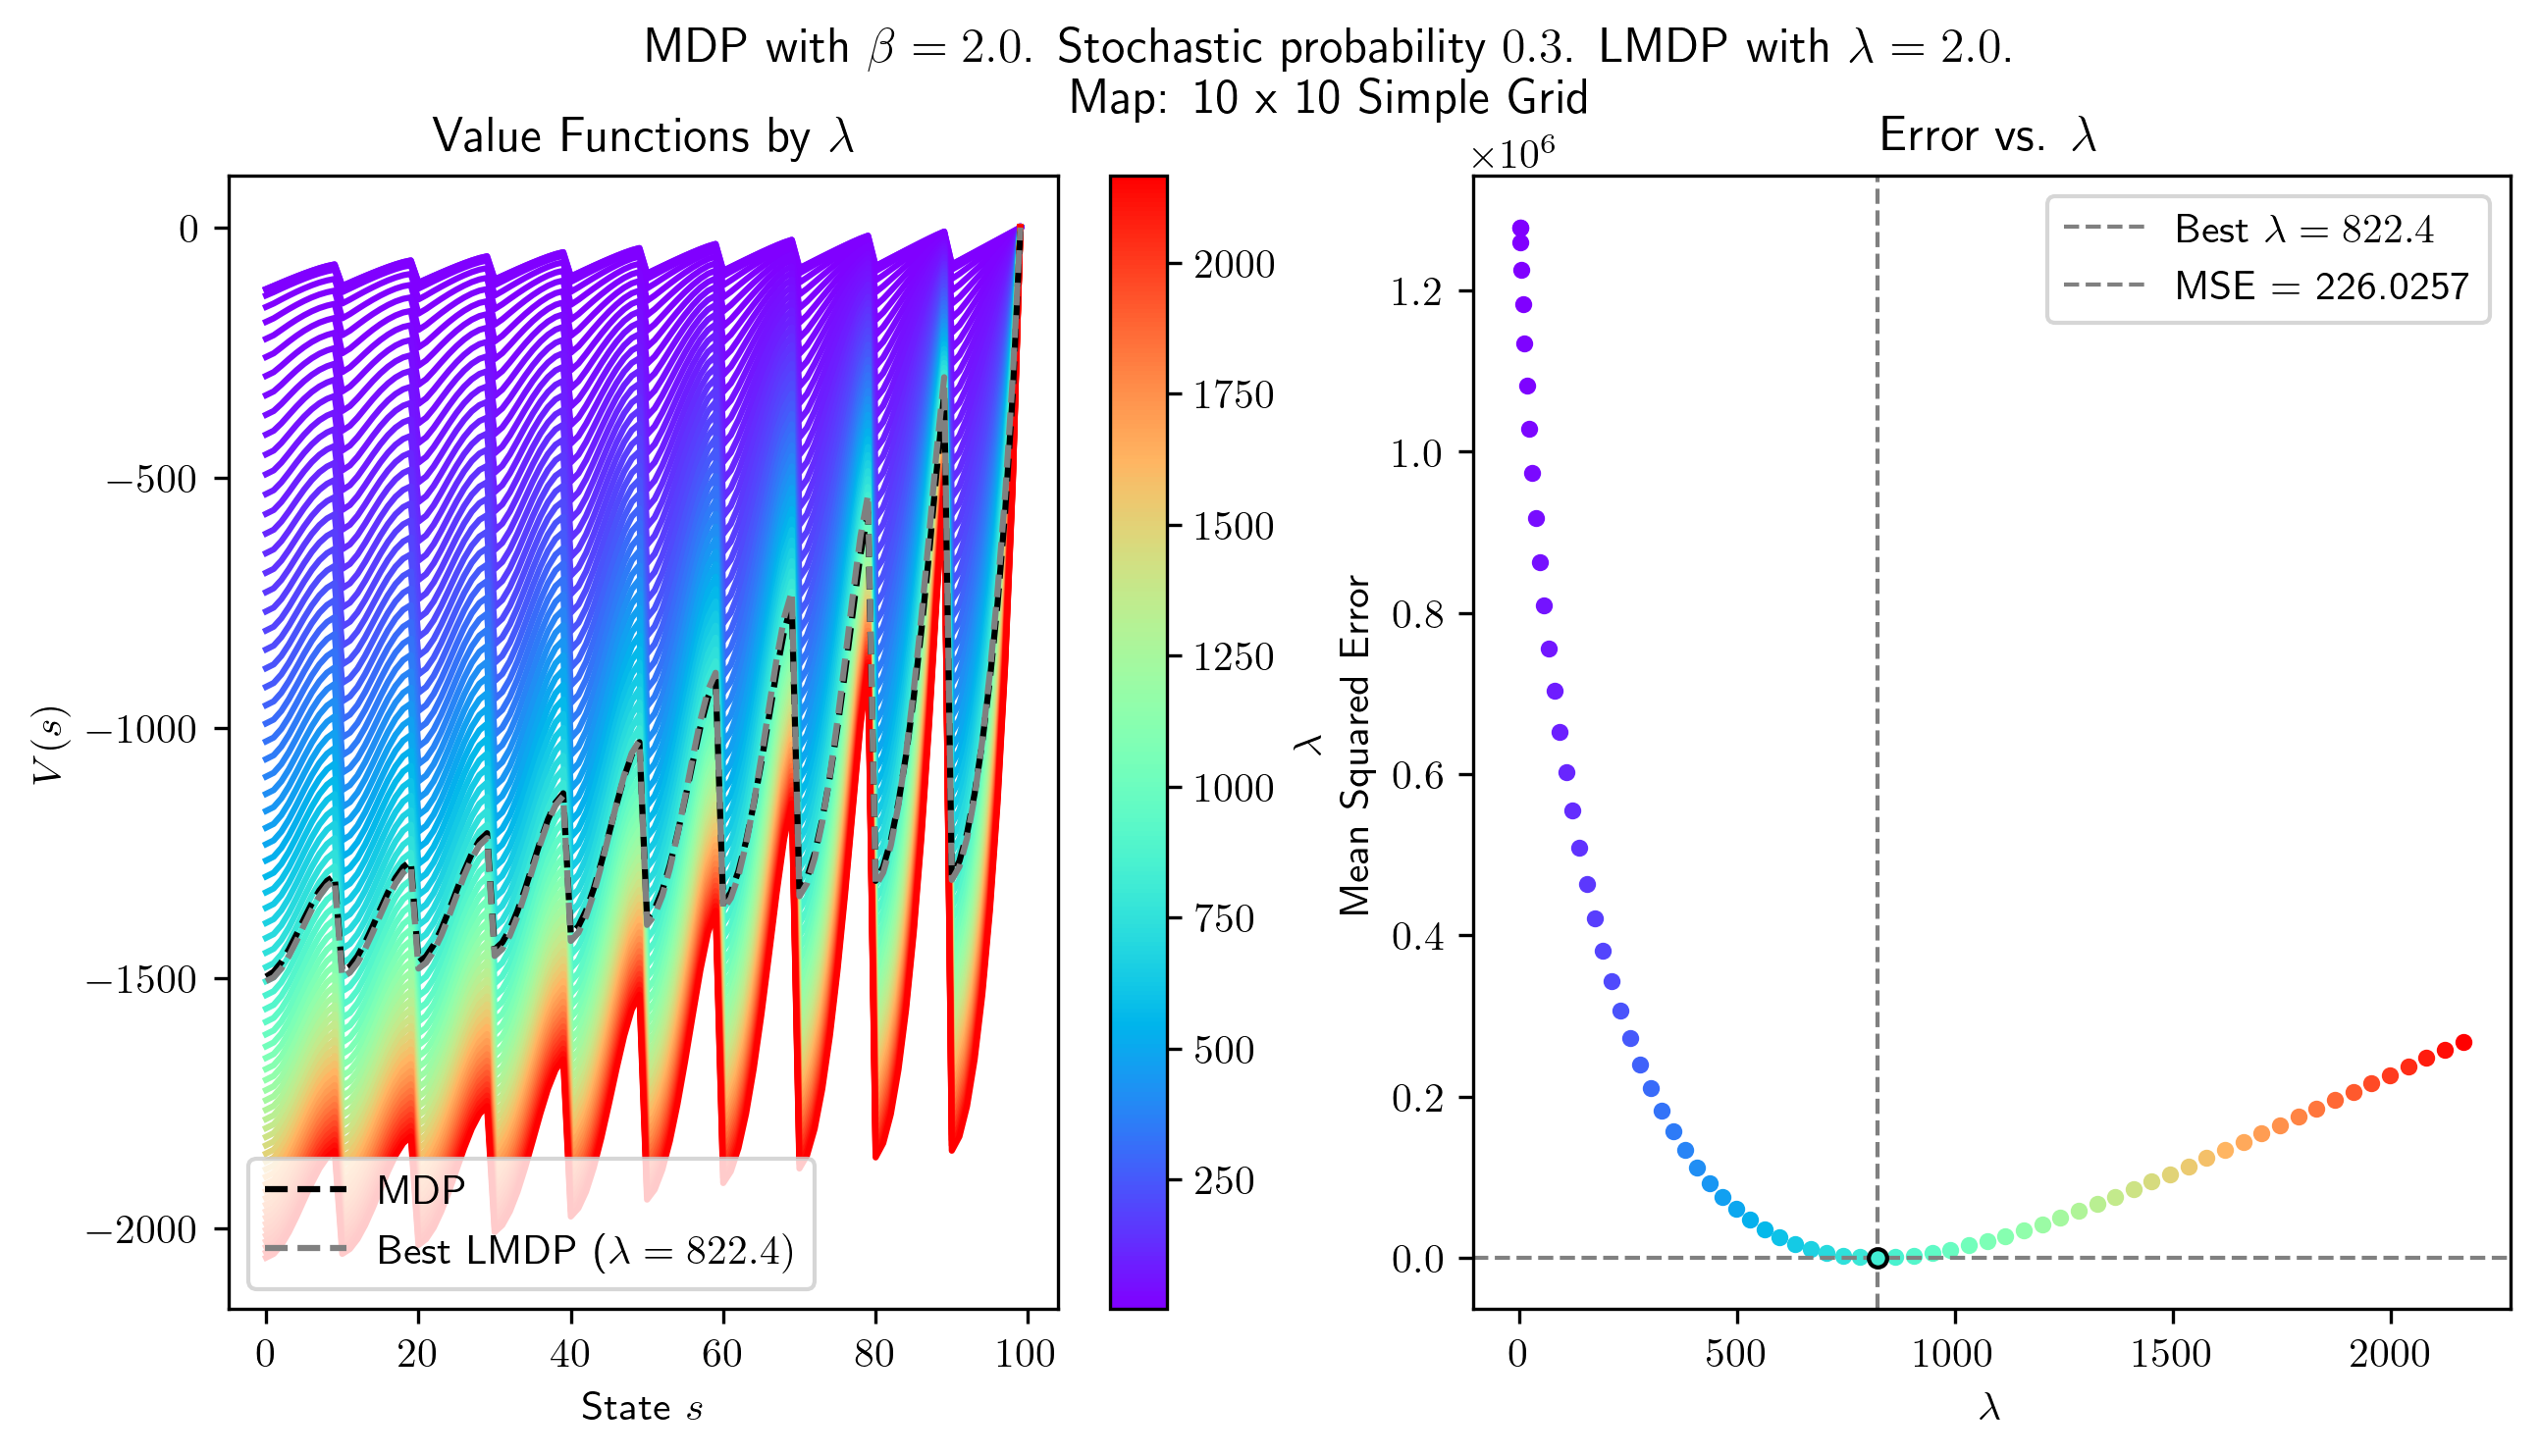 MDP with β = 2.0. Stochastic probability 0.3. LMDP with λ = 2.0.
Map: 10 x 10 Simple Grid
Value Functions by λ
V(s)
0
−500
−1000
−1500
−2000
0
20
40
60
80
100
State s
MDP
Best LMDP (λ = 822.4)
2000
1750
1500
1250
1000
750
500
250
λ
Error vs. λ
×10⁶
Mean Squared Error
1.2
1.0
0.8
0.6
0.4
0.2
0.0
0
500
1000
1500
2000
λ
Best λ = 822.4
MSE = 226.0257